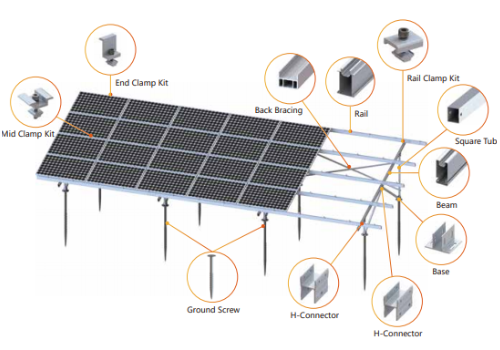 End Clamp Kit
Mid Clamp Kit
Back Bracing
Rail
Rail Clamp Kit
Square Tub
Beam
Base
Ground Screw
H-Connector
H-Connector